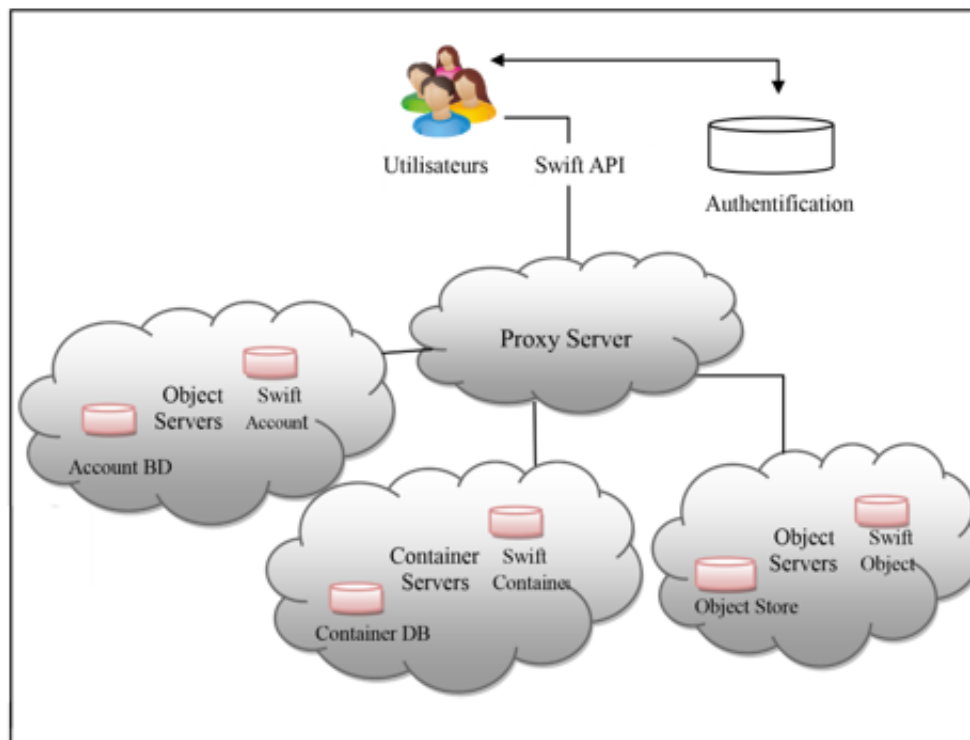 Utilisateurs
Swift API
Authentification
Proxy Server
Object
Servers
Swift
Account
Account BD
Container
Servers
Swift
Container
Container DB
Object
Servers
Swift
Object
Object Store